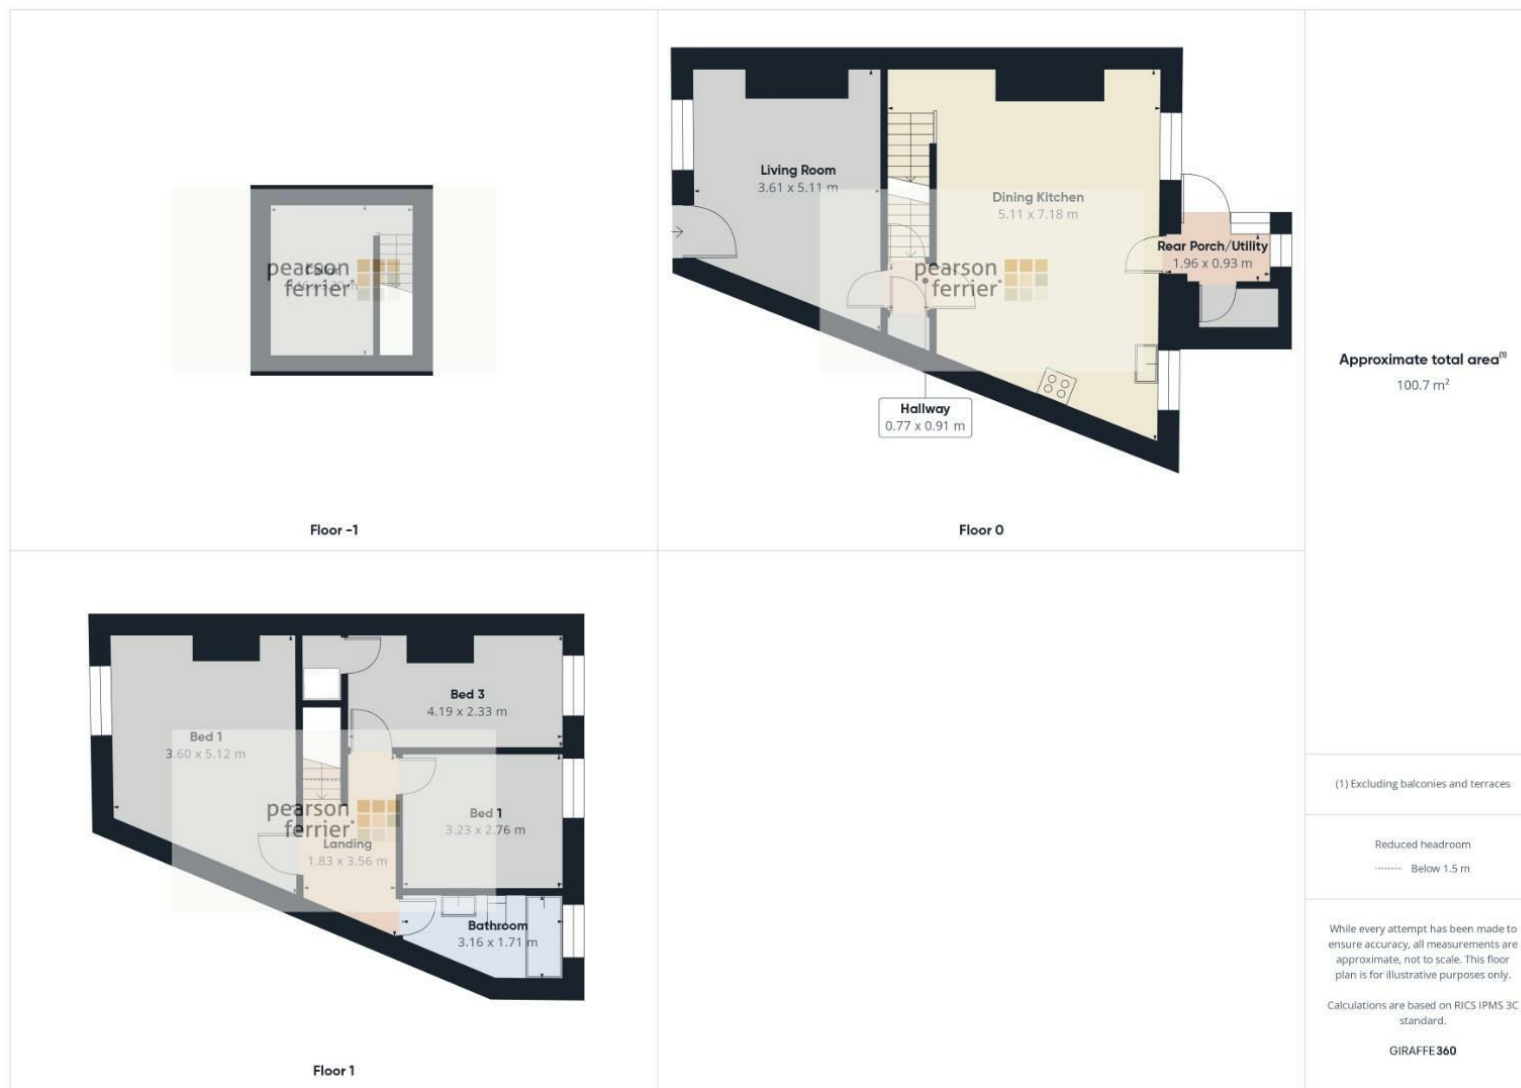 Living Room
3.61 x 5.11 m
Dining Kitchen
5.11 x 7.18 m
Rear Porch/Utility
1.96 x 0.93 m
pearson
ferrier
pearson
ferrier
Hallway
0.77 x 0.91 m
Floor -1
Floor 0
Approximate total area(1)
100.7 m²
Bed 3
4.19 x 2.33 m
Bed 1
3.60 x 5.12 m
Bed 1
3.23 x 2.76 m
pearson
ferrier
Landing
1.83 x 3.56 m
Bathroom
3.16 x 1.71 m
Floor 1
(1) Excluding balconies and terraces
Reduced headroom
Below 1.5 m
While every attempt has been made to
ensure accuracy, all measurements are
approximate, not to scale. This floor
plan is for illustrative purposes only.
Calculations are based on RICS IPMS 3C
standard.
GIRAFFE360